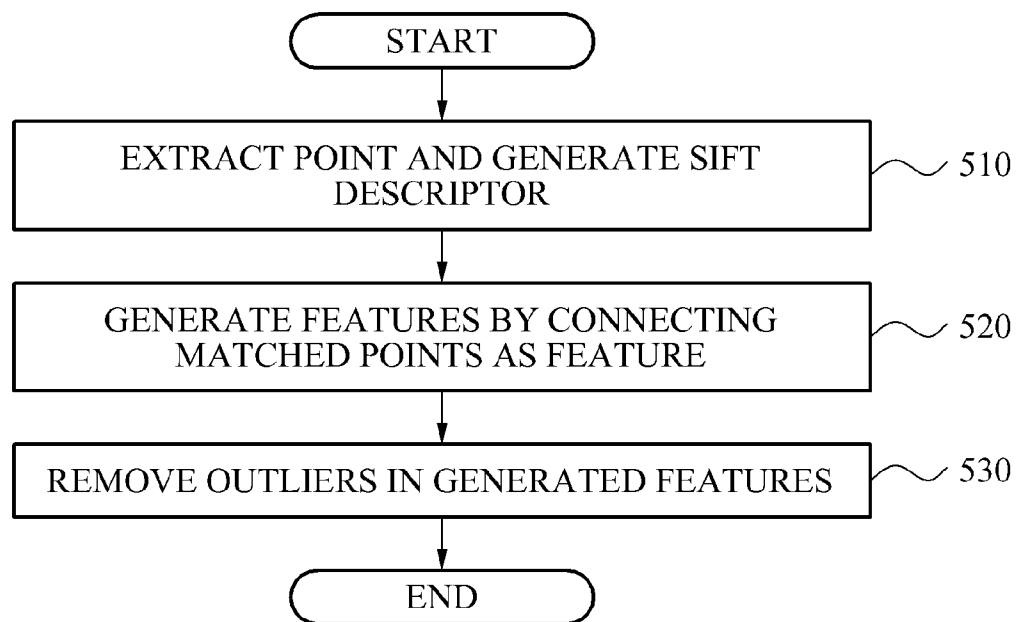 START
EXTRACT POINT AND GENERATE SIFT
DESCRIPTOR
510
GENERATE FEATURES BY CONNECTING
MATCHED POINTS AS FEATURE
520
REMOVE OUTLIERS IN GENERATED FEATURES
530
END